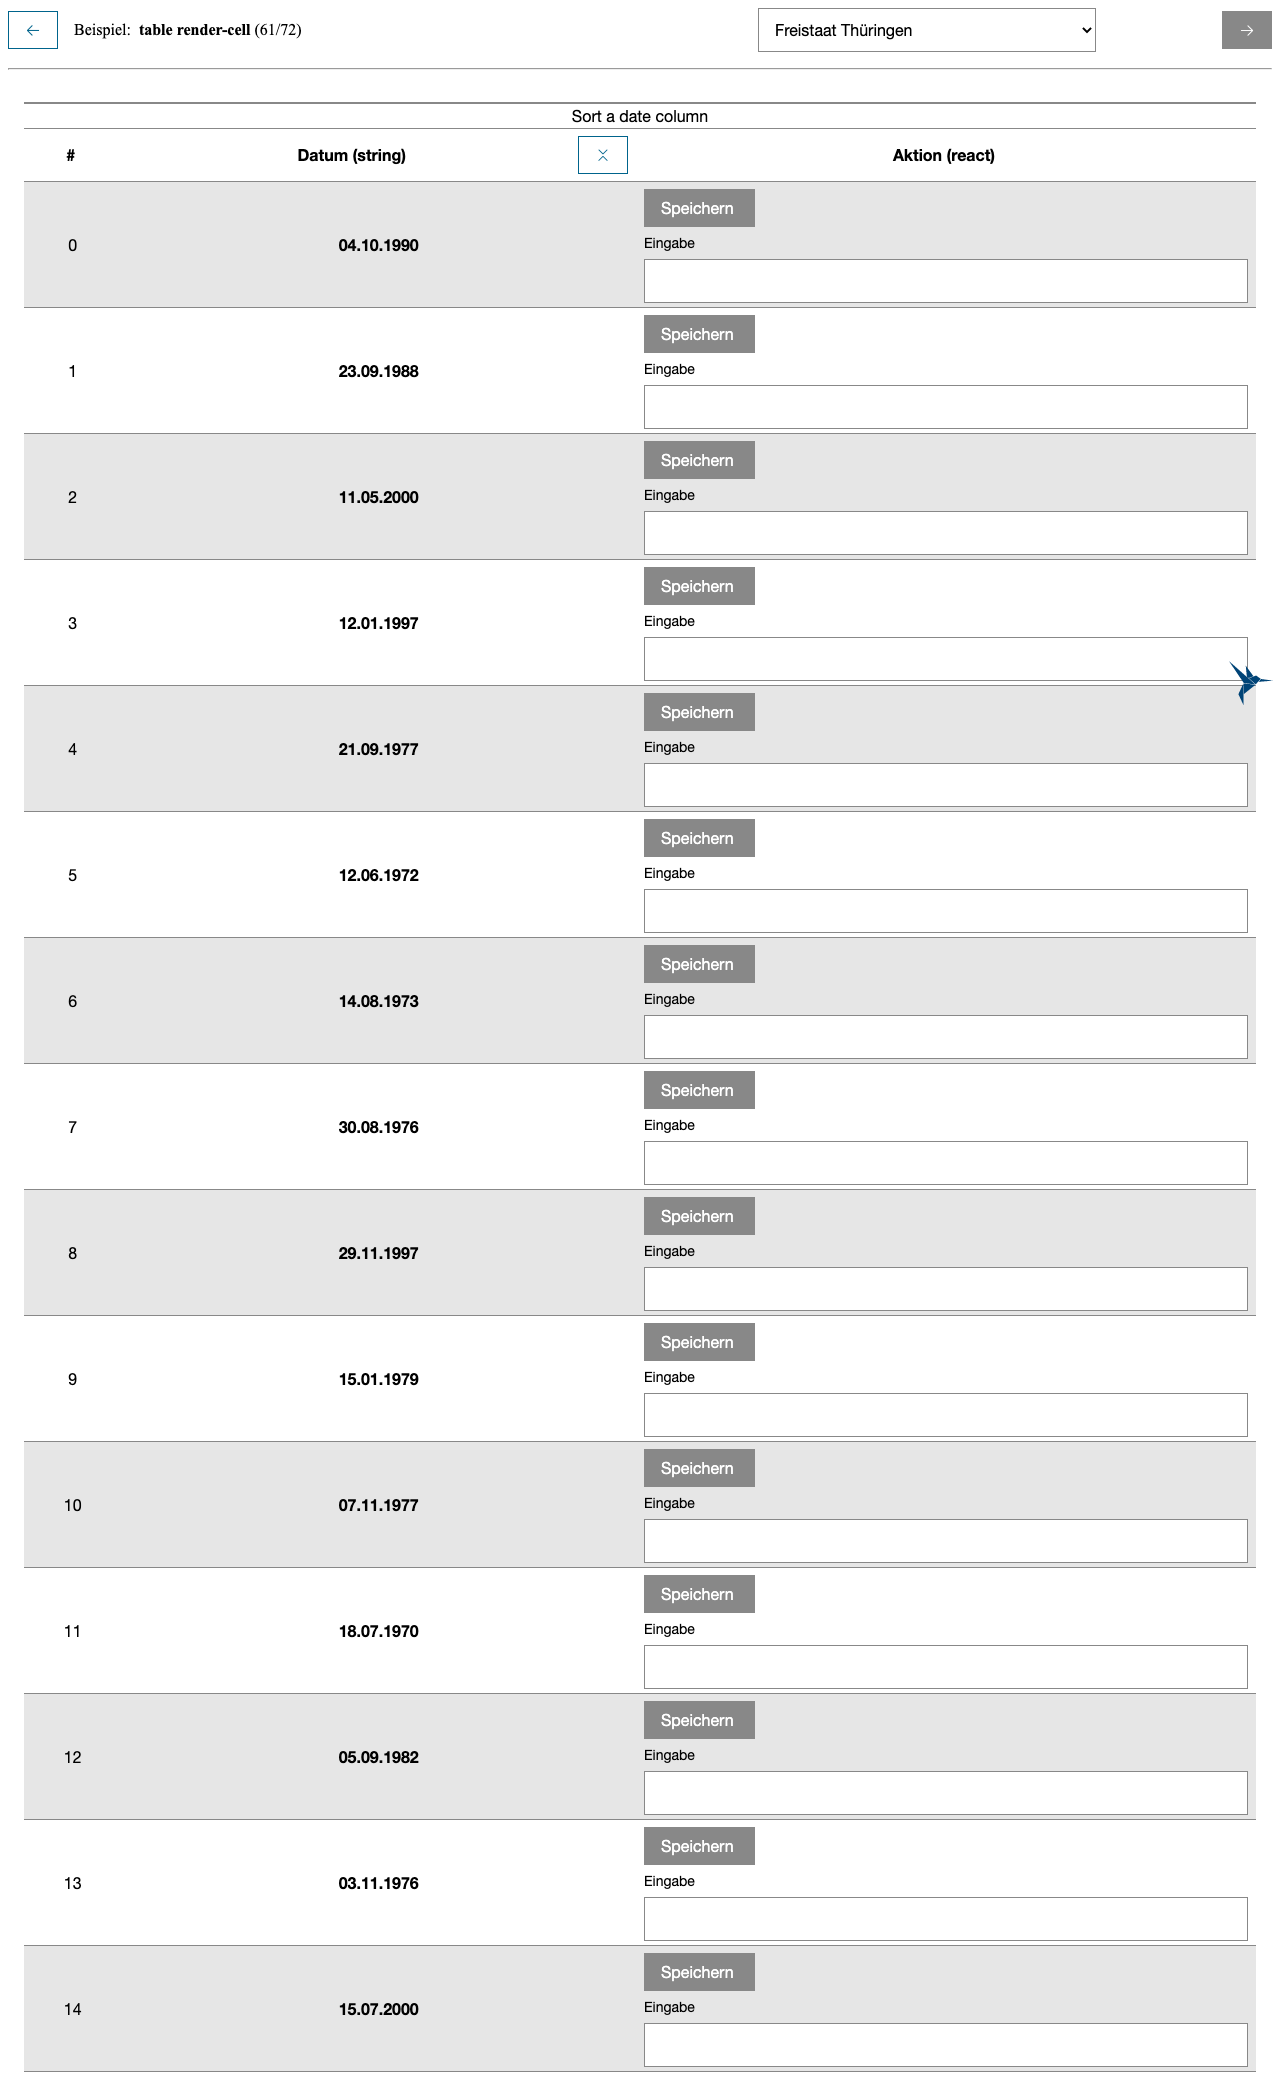 Beispiel: table render-cell (61/72)
Freistaat Thüringen
Sort a date column
# Datum (string) Aktion (react)
Speichern
0 04.10.1990 Eingabe
Speichern
1 23.09.1988 Eingabe
Speichern
2 11.05.2000 Eingabe
Speichern
3 12.01.1997 Eingabe
Speichern
4 21.09.1977 Eingabe
Speichern
5 12.06.1972 Eingabe
Speichern
6 14.08.1973 Eingabe
Speichern
7 30.08.1976 Eingabe
Speichern
8 29.11.1997 Eingabe
Speichern
9 15.01.1979 Eingabe
Speichern
10 07.11.1977 Eingabe
Speichern
11 18.07.1970 Eingabe
Speichern
12 05.09.1982 Eingabe
Speichern
13 03.11.1976 Eingabe
Speichern
14 15.07.2000 Eingabe